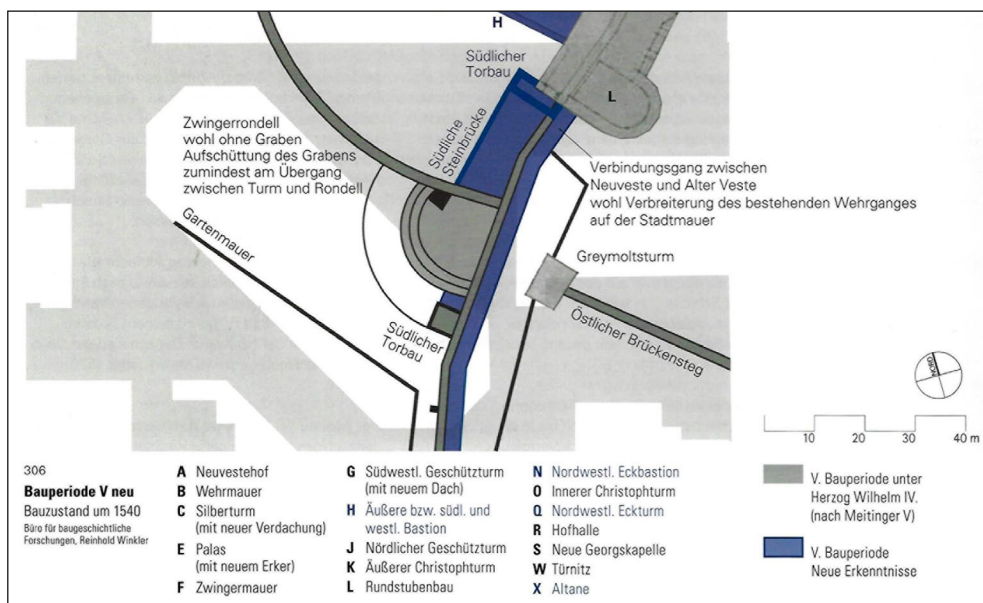 H
Südlicher
Torbau
L
Zwingerrondell
wohl ohne Graben
Aufschüttung des Grabens
zumindest am Übergang
zwischen Turm und Rondell
Südliche
Steinbrücke
Verbindungsgang zwischen
Neuveste und Alter Veste
wohl Verbreiterung des bestehenden Wehrganges
auf der Stadtmauer
Gartenmauer
Greymoltsturm
Südlicher
Torbau
Östlicher Brückensteg
NORD
10 20 30 40 m
306
Bauperiode V neu
Bauzustand um 1540
Büro für baugeschichtliche
Forschungen, Reinhold Winkler
A Neuvestehof
B Wehrmauer
C Silberturm
(mit neuer Verdachung)
E Palas
(mit neuem Erker)
F Zwingermauer
G Südwestl. Geschützturm
(mit neuem Dach)
H Äußere bzw. südl. und
westl. Bastion
J Nördlicher Geschützturm
K Äußerer Christophturm
L Rundstubenbau
N Nordwestl. Eckbastion
O Innerer Christophturm
Q Nordwestl. Eckturm
R Hofhalle
S Neue Georgskapelle
W Türnitz
X Altane
V. Bauperiode unter
Herzog Wilhelm IV.
(nach Meitinger V)
V. Bauperiode
Neue Erkenntnisse